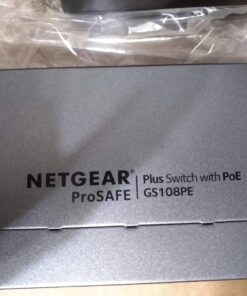 NETGEAR® | Plus Switch with PoE
ProSAFE | GS108PE